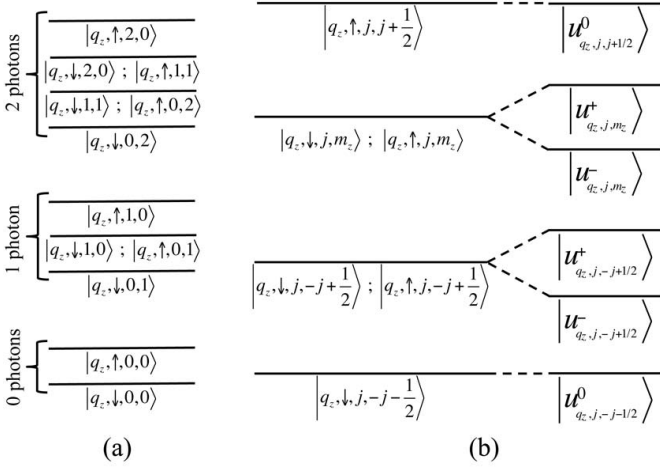 2 photons
|q_z,↑,2,0⟩
|q_z,↓,2,0⟩ ; |q_z,↑,1,1⟩
|q_z,↓,1,1⟩ ; |q_z,↑,0,2⟩
|q_z,↓,0,2⟩
1 photon
|q_z,↑,1,0⟩
|q_z,↓,1,0⟩ ; |q_z,↑,0,1⟩
|q_z,↓,0,1⟩
0 photons
|q_z,↑,0,0⟩
|q_z,↓,0,0⟩
(a)
|q_z,↑,j,j+1/2⟩
|u^0_{q_z,j,j+1/2}⟩
|q_z,↓,j,m_z⟩ ; |q_z,↑,j,m_z⟩
|u^+_{q_z,j,m_z}⟩
|u^-_{q_z,j,m_z}⟩
|q_z,↓,j,-j+1/2⟩ ; |q_z,↑,j,-j+1/2⟩
|u^+_{q_z,j,-j+1/2}⟩
|u^-_{q_z,j,-j+1/2}⟩
|q_z,↓,j,-j-1/2⟩
|u^0_{q_z,j,-j-1/2}⟩
(b)